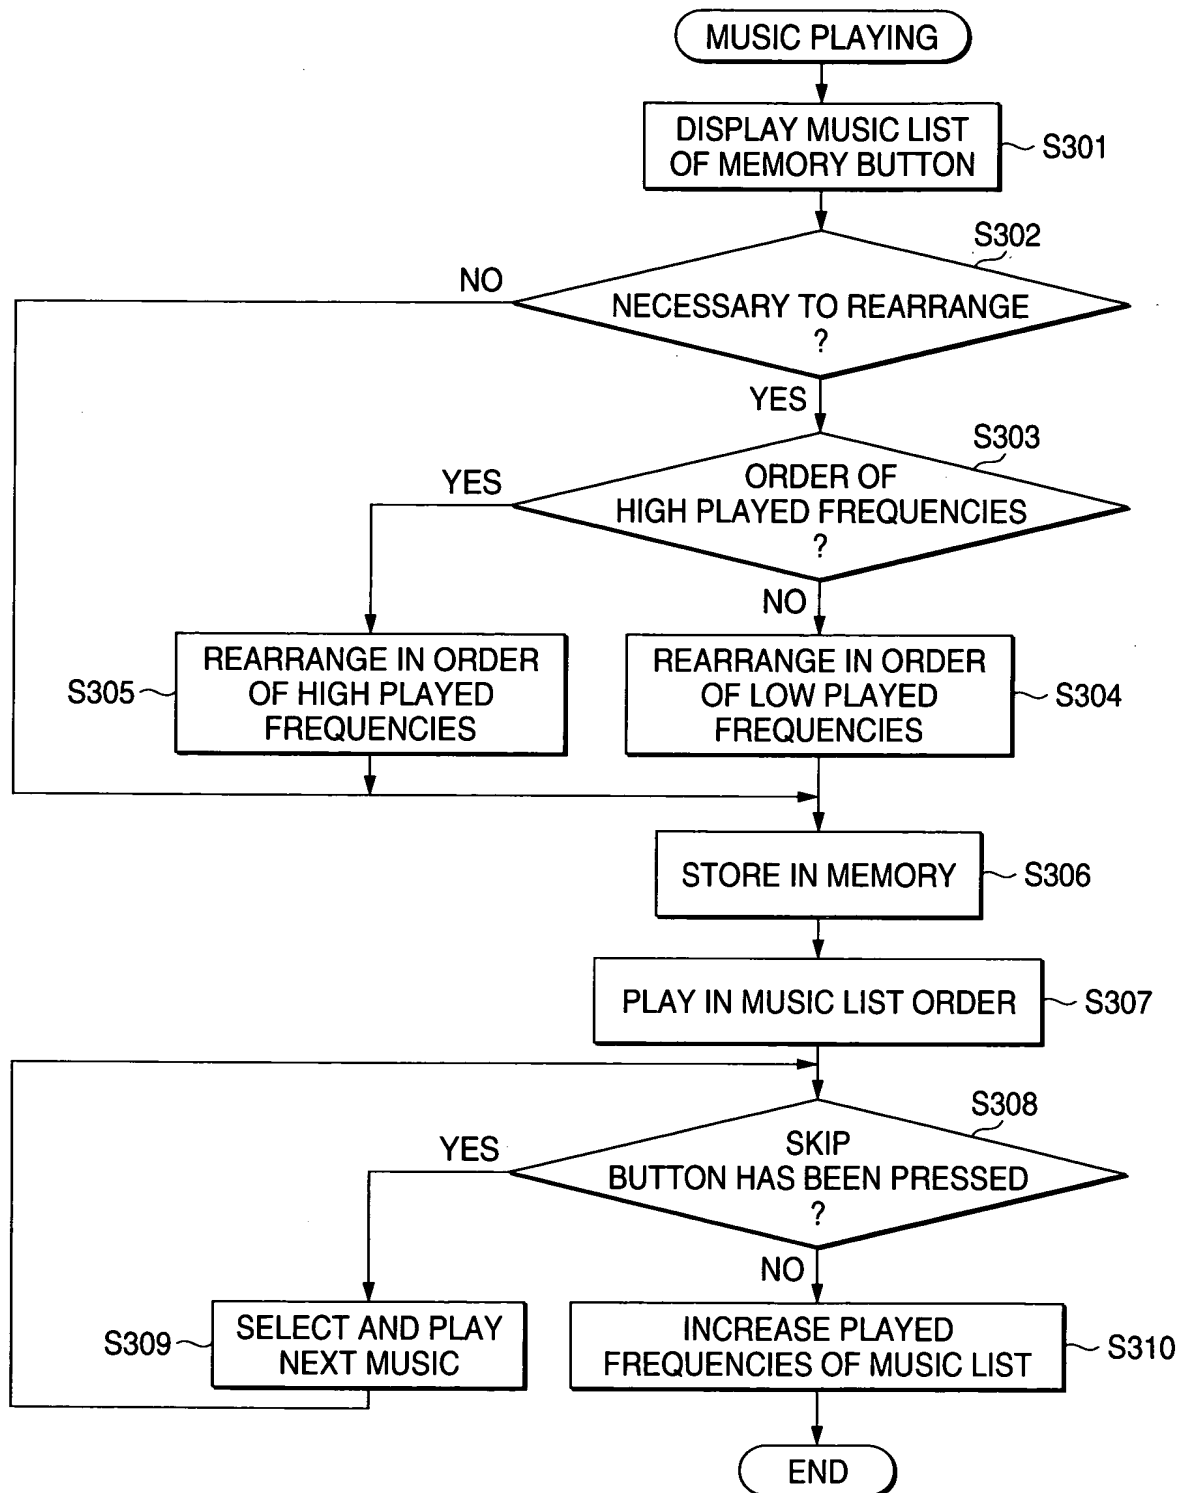 MUSIC PLAYING
DISPLAY MUSIC LIST
OF MEMORY BUTTON
S301
S302
NO
NECESSARY TO REARRANGE
?
YES
S303
YES
ORDER OF
HIGH PLAYED FREQUENCIES
?
NO
S305
REARRANGE IN ORDER
OF HIGH PLAYED
FREQUENCIES
REARRANGE IN ORDER
OF LOW PLAYED
FREQUENCIES
S304
STORE IN MEMORY
S306
PLAY IN MUSIC LIST ORDER
S307
S308
YES
SKIP
BUTTON HAS BEEN PRESSED
?
NO
S309
SELECT AND PLAY
NEXT MUSIC
INCREASE PLAYED
FREQUENCIES OF MUSIC LIST
S310
END